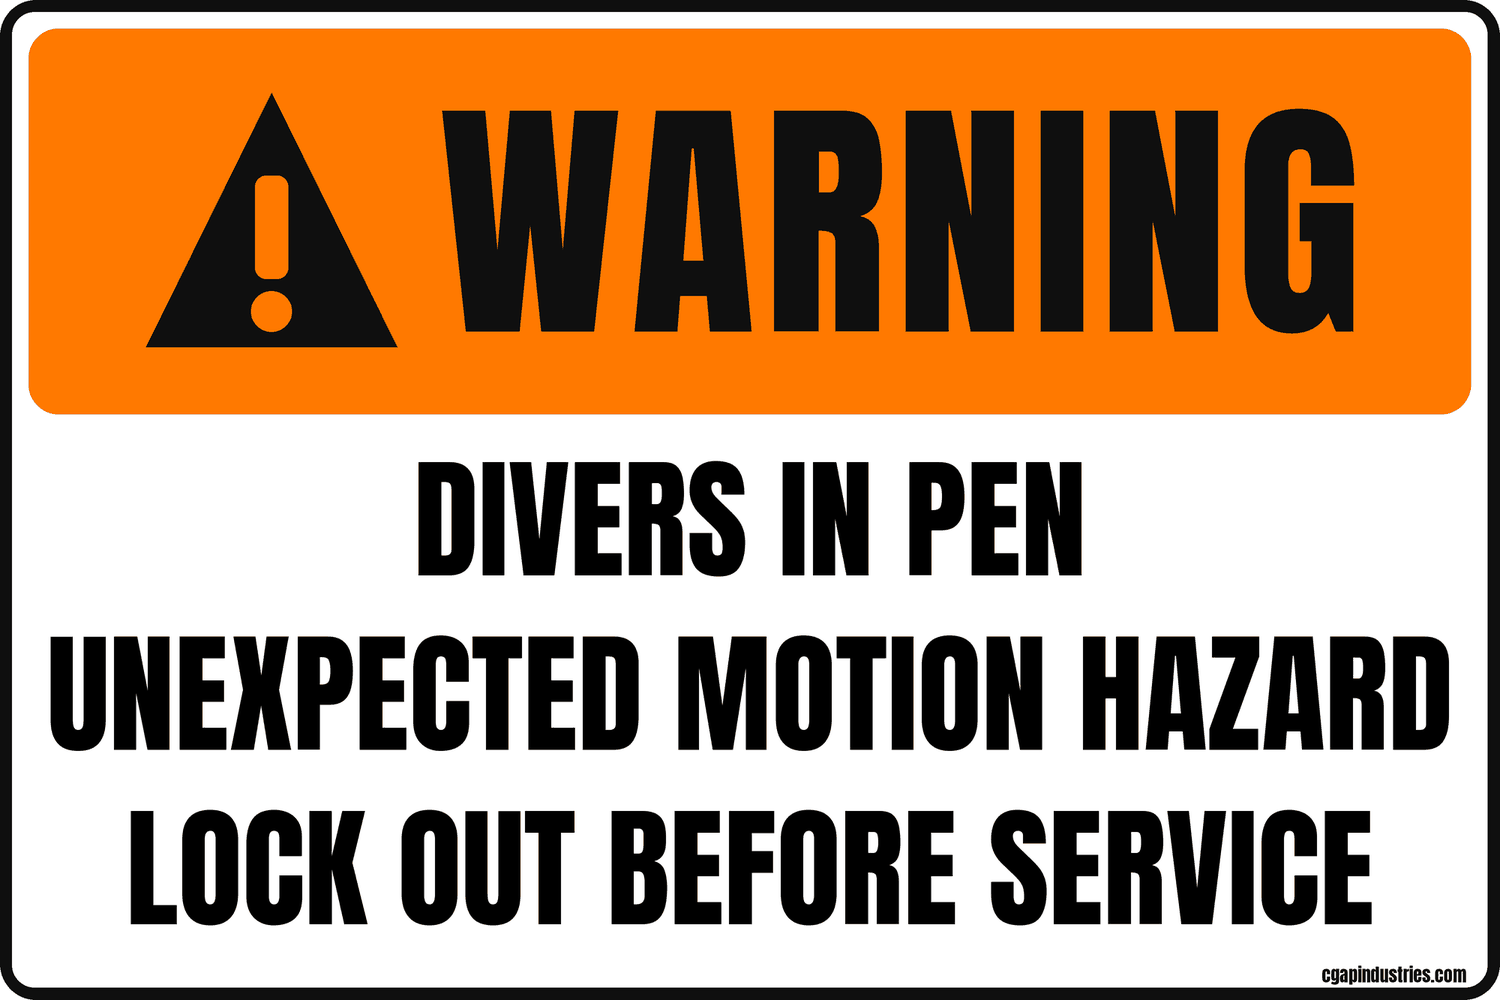 WARNING
DIVERS IN PEN
UNEXPECTED MOTION HAZARD
LOCK OUT BEFORE SERVICE
cgapindustries.com